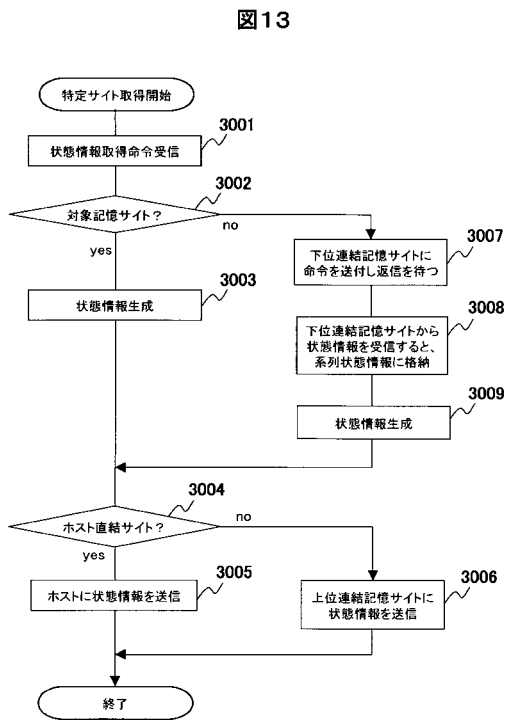 図13
特定サイト取得開始
3001
状態情報取得命令受信
3002
対象記憶サイト？
no
yes
3007
下位連結記憶サイトに
命令を送付し返信を待つ
3003
状態情報生成
3008
下位連結記憶サイトから
状態情報を受信すると、
系列状態情報に格納
3009
状態情報生成
3004
ホスト直結サイト？
no
yes
3005
ホストに状態情報を送信
3006
上位連結記憶サイトに
状態情報を送信
終了